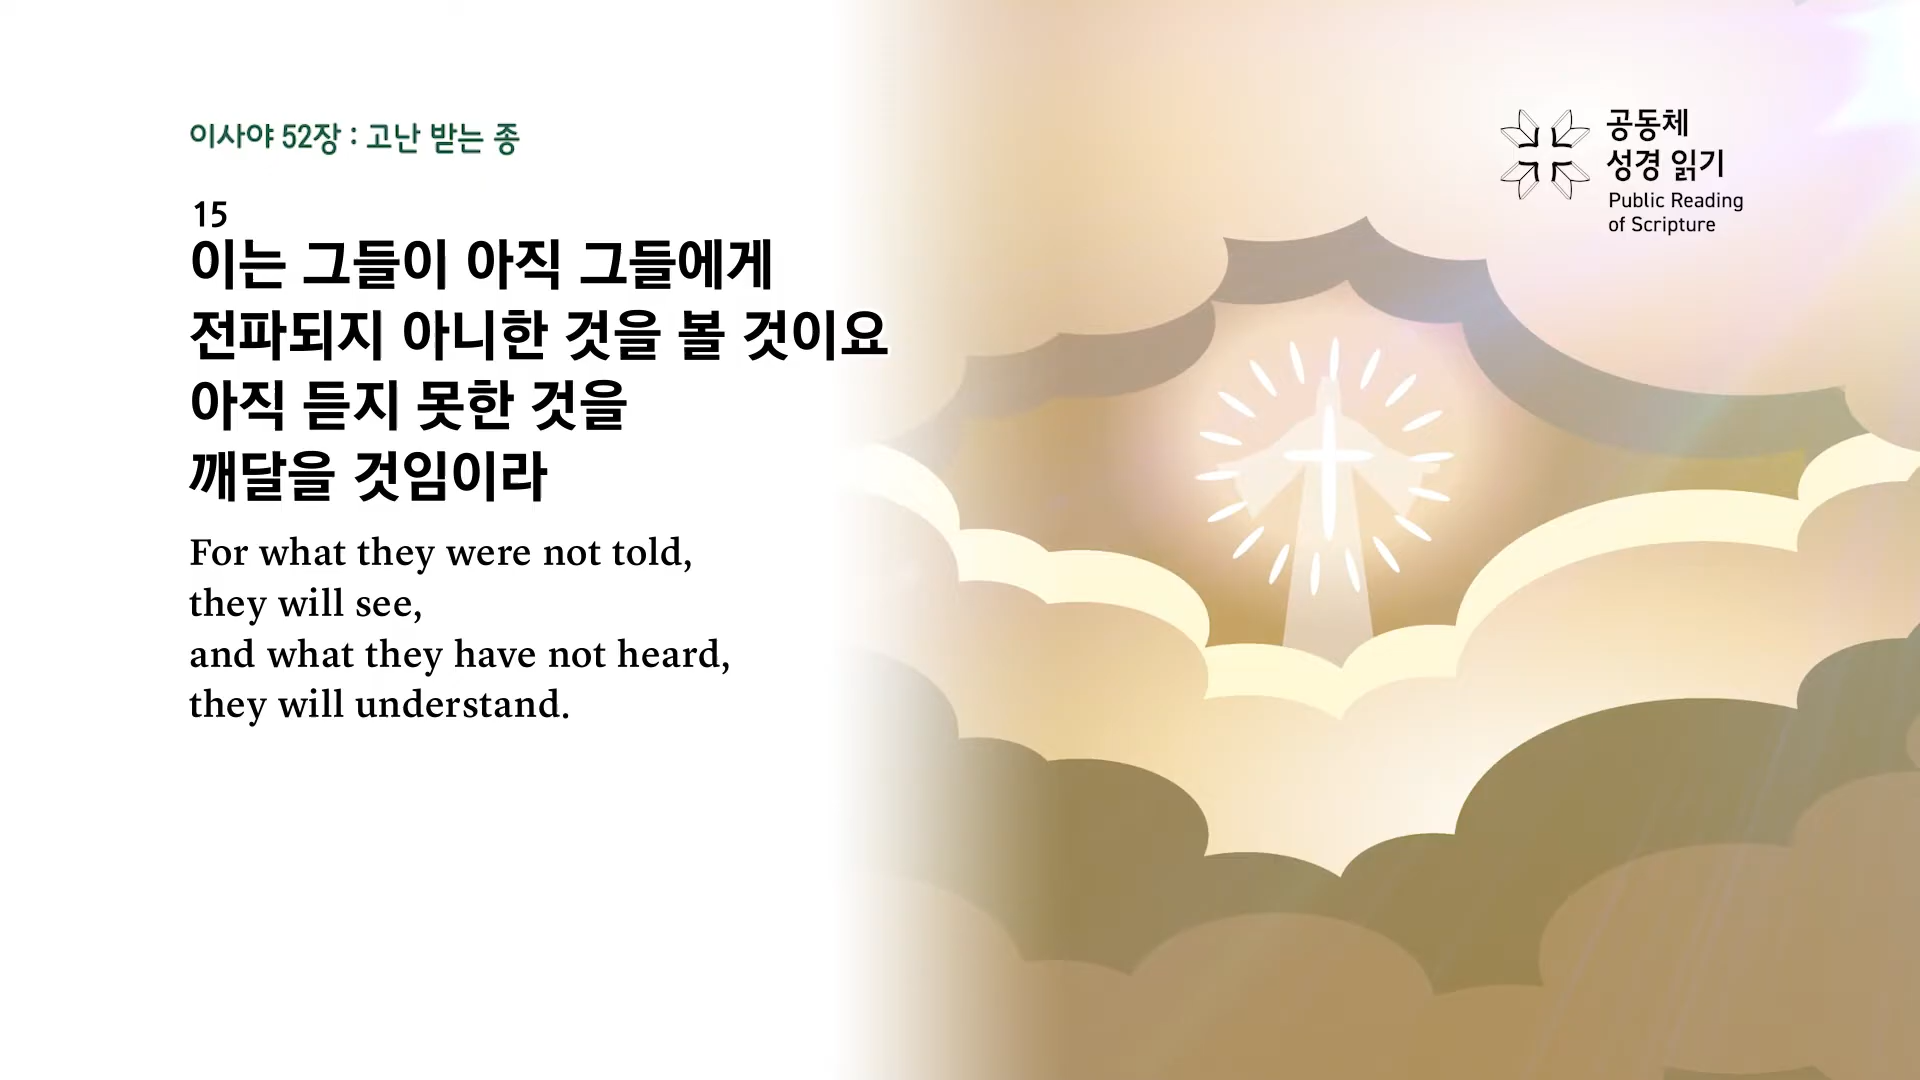 이사야 52장 : 고난 받는 종
15
이는 그들이 아직 그들에게
전파되지 아니한 것을 볼 것이요
아직 듣지 못한 것을
깨달을 것임이라
For what they were not told,
they will see,
and what they have not heard,
they will understand.
공동체
성경 읽기
Public Reading
of Scripture